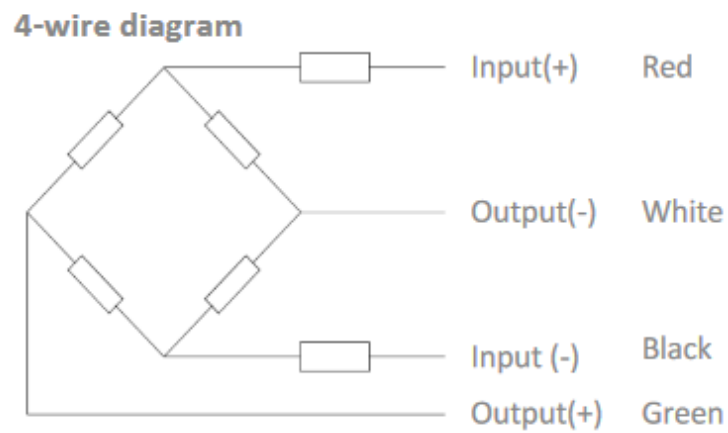 4-wire diagram
Input(+) Red
Output(-) White
Input (-) Black
Output(+) Green